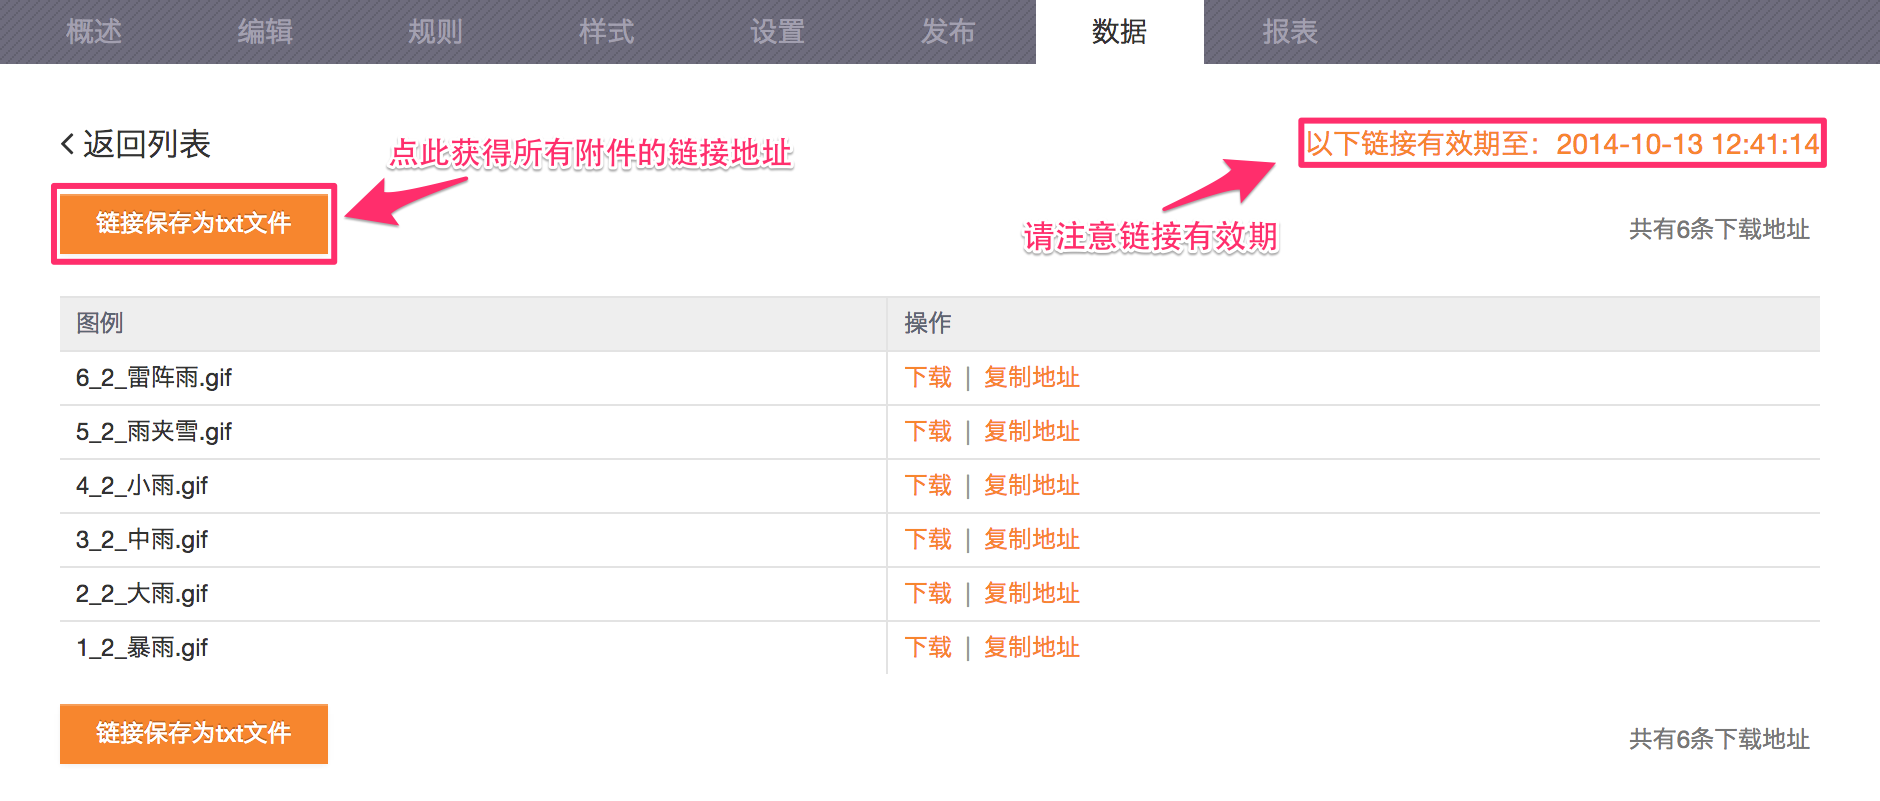 概述 编辑 规则 样式 设置 发布 数据 报表
返回列表
点此获得所有附件的链接地址
以下链接有效期至：2014-10-13 12:41:14
链接保存为txt文件
请注意链接有效期
共有6条下载地址
图例 操作
6_2_雷阵雨.gif 下载 | 复制地址
5_2_雨夹雪.gif 下载 | 复制地址
4_2_小雨.gif 下载 | 复制地址
3_2_中雨.gif 下载 | 复制地址
2_2_大雨.gif 下载 | 复制地址
1_2_暴雨.gif 下载 | 复制地址
链接保存为txt文件
共有6条下载地址